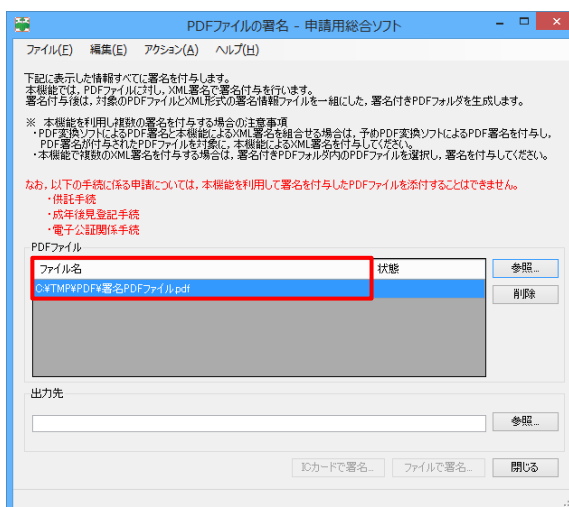 PDFファイルの署名 - 申請用総合ソフト
ファイル(F) 編集(E) アクション(A) ヘルプ(H)
下記に表示した情報すべてに署名を付与します。
本機能では、PDFファイルに対し、XML署名で署名付与を行います。
署名付与後は、対象のPDFファイルとXML形式の署名情報ファイルを一組にした、署名付きPDFフォルダを生成します。
※ 本機能を利用し複数の署名を付与する場合の注意事項
・PDF変換ソフトによるPDF署名と本機能によるXML署名を組合せる場合は、予めPDF変換ソフトによるPDF署名を付与し、
PDF署名が付与されたPDFファイルを対象に、本機能によるXML署名を付与してください。
・本機能で複数のXML署名を付与する場合は、署名付きPDFフォルダ内のPDFファイルを選択し、署名を付与してください。
なお、以下の手続に係る申請については、本機能を利用して署名を付与したPDFファイルを添付することはできません。
・供託手続
・成年後見登記手続
・電子公証関係手続
PDFファイル
ファイル名 状態 参照...
C:¥TMP¥PDF¥署名PDFファイル.pdf 削除
出力先
参照...
ICカードで署名... ファイルで署名... 閉じる